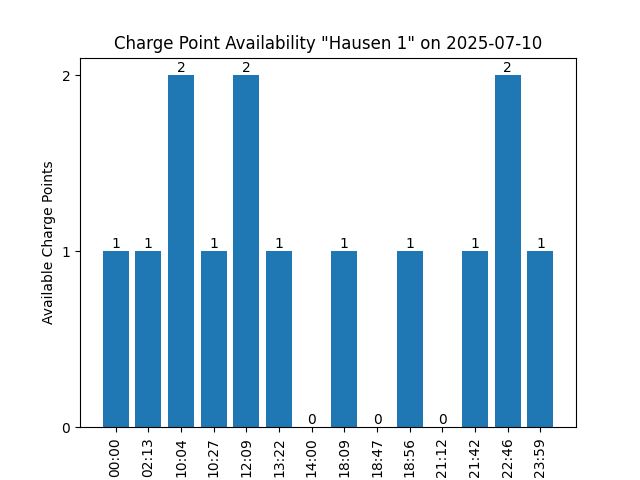 Charge Point Availability "Hausen 1" on 2025-07-10
Available Charge Points
2
1
0
1 1 2 1 2 1 0 1 0 1 0 1 2 1
00:00 02:13 10:04 10:27 12:09 13:22 14:00 18:09 18:47 18:56 21:12 21:42 22:46 23:59